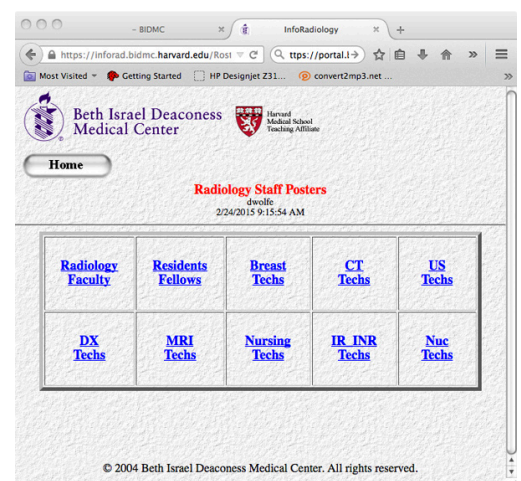 - BIDMC
InfoRadiology
https://inforad.bidmc.harvard.edu/Rost
ttps://portal.l
Most Visited
Getting Started
HP Designjet Z31...
convert2mp3.net ...
Beth Israel Deaconess
Medical Center
Harvard
Medical School
Teaching Affiliate
Home
Radiology Staff Posters
dwolfe
2/24/2015 9:15:54 AM
Radiology
Faculty
Residents
Fellows
Breast
Techs
CT
Techs
US
Techs
DX
Techs
MRI
Techs
Nursing
Techs
IR_INR
Techs
Nuc
Techs
© 2004 Beth Israel Deaconess Medical Center. All rights reserved.